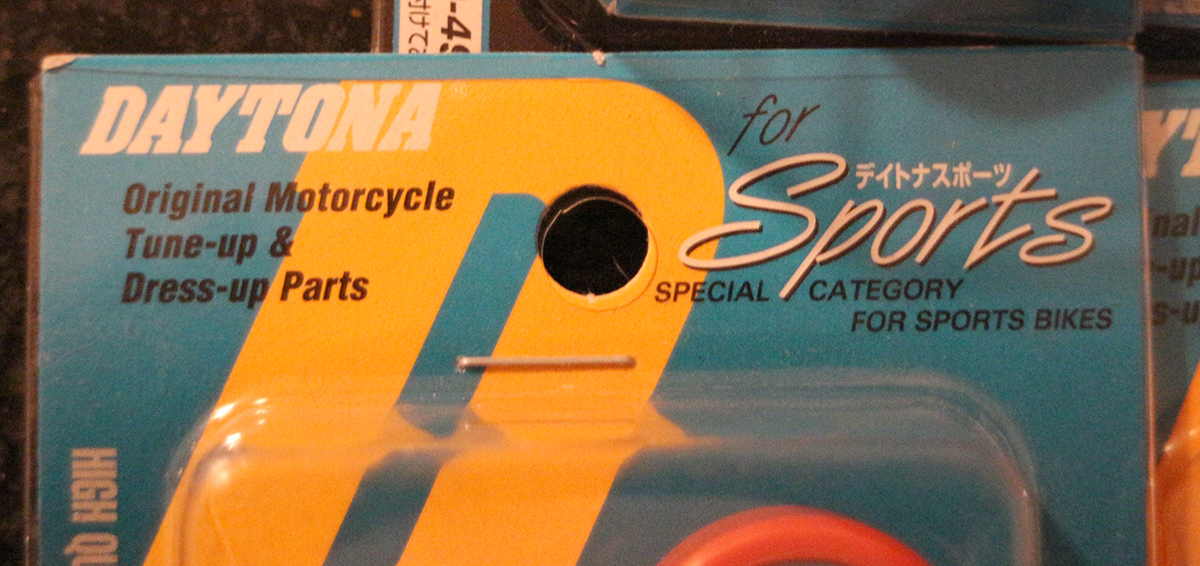 DAYTONA®
Original Motorcycle
Tune-up &
Dress-up Parts
for
デイトナスポーツ
Sports
SPECIAL CATEGORY
FOR SPORTS BIKES
HIGH